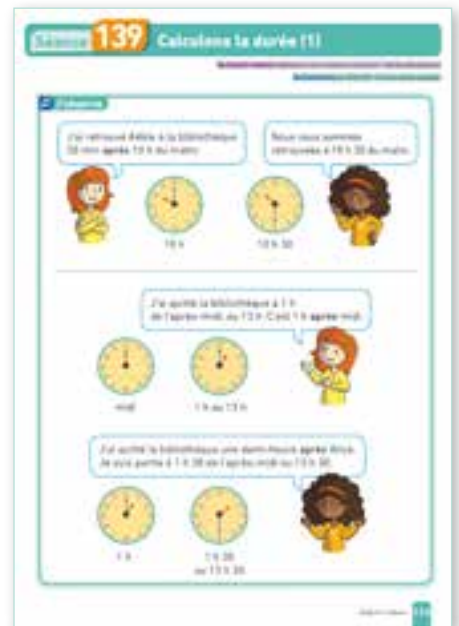 Séance 139 Calculons la durée (1)
J'observe
J'ai retrouvé à la bibliothèque
30 min après 10 h du matin.
Nous nous sommes
retrouvées à 10 h 30 du matin.
10 h
10 h 30
J'ai quitté la bibliothèque à 1 h
de l'après-midi, ou 13 h. C'est 1 h après midi.
midi
1 h ou 13 h
J'ai quitté la bibliothèque une demi-heure après
Je suis partie à 1 h 30 de l'après-midi ou 13 h 30.
1 h
1 h 30
ou 13 h 30